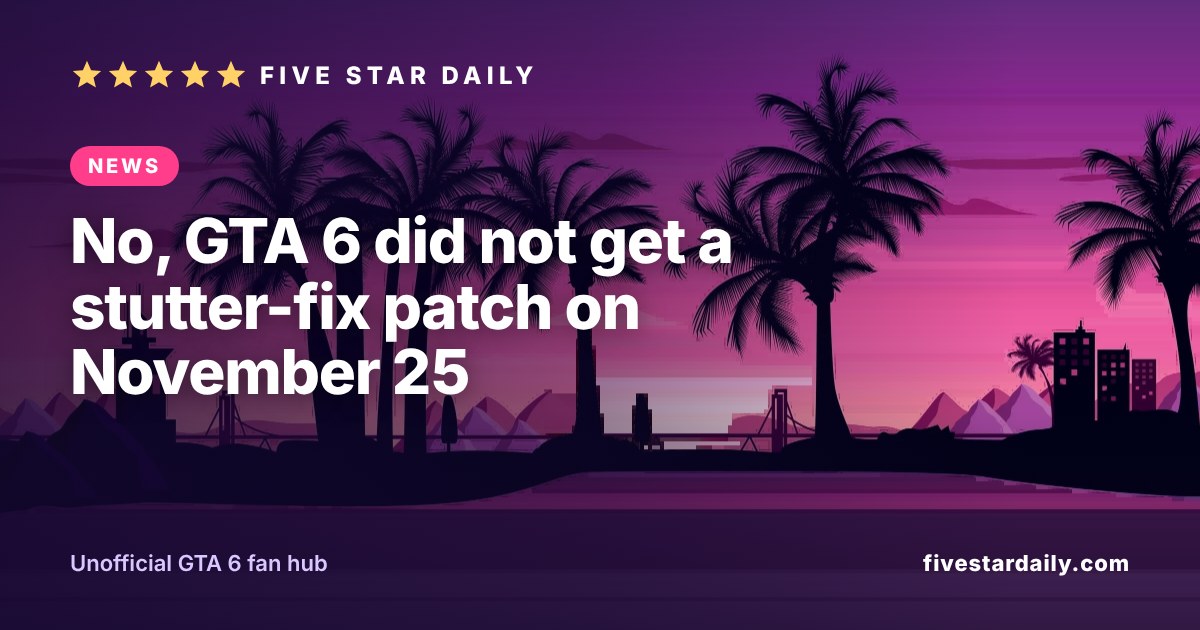 FIVE STAR DAILY
NEWS
No, GTA 6 did not get a
stutter-fix patch on
November 25
Unofficial GTA 6 fan hub
fivestardaily.com